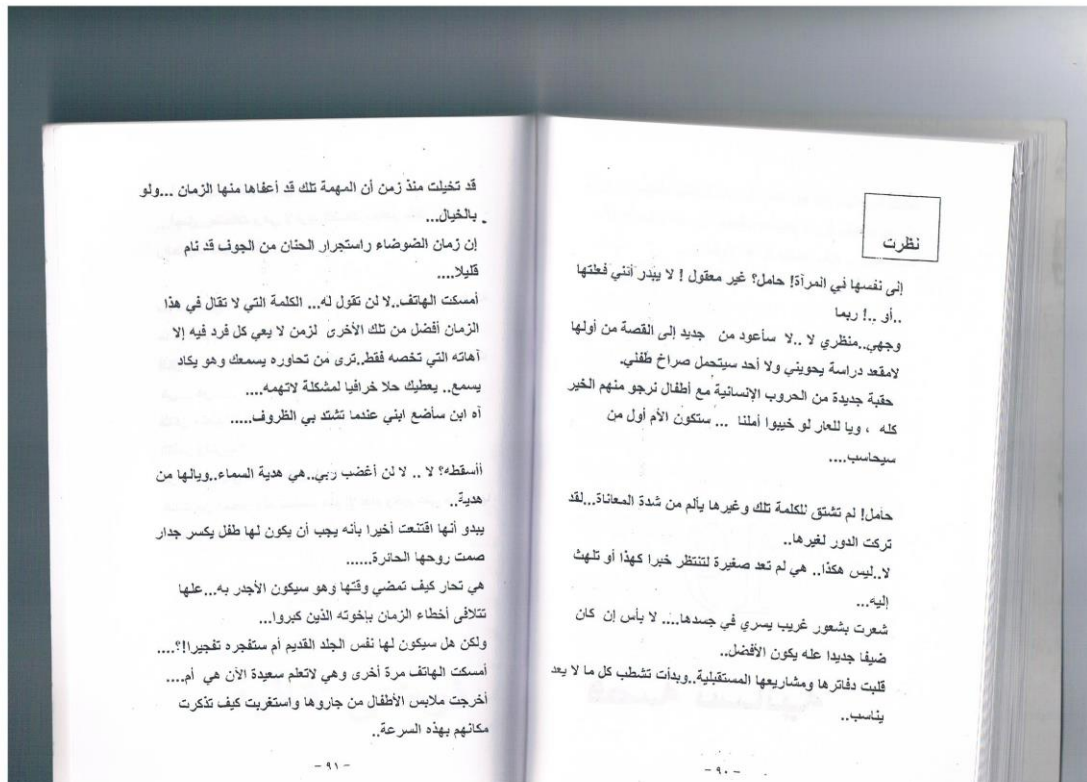 نظرت
إلى نفسها في المرآة! حامل؟ غير معقول ! لا يبدر أنني فعلتها
..أو ..! ربما
وجهي..منظري لا ..لا سأعود من جديد إلى القصة من أولها
لامقعد دراسة يحويني ولا أحد سيتحمل صراخ طفلي.
حقبة جديدة من الحروب الإنسانية مع أطفال نرجو منهم الخير
كله ، ويا للعار لو خيبوا أملنا ... ستكون الأم أول من
سيحاسب....
حامل! لم تشتق للكلمة تلك وغيرها يألم من شدة المعاناة...لقد
تركت الدور لغيرها..
لا..ليس هكذا.. هي لم تعد صغيرة لتنتظر خبرا كهذا أو تلهث
إليه...
شعرت بشعور غريب يسري في جسدها.... لا بأس إن كان
ضيفا جديدا عله يكون الأفضل..
قلبت دفاترها ومشاريعها المستقبلية..وبدأت تشطب كل ما لا يعد
يناسب..
- ٩٠ -
قد تخيلت منذ زمن أن المهمة تلك قد أعفاها منها الزمان ...ولو
بالخيال...
إن زمان الضوضاء راستجرار الحنان من الجوف قد نام
قليلا....
أمسكت الهاتف..لا لن تقول له... الكلمة التي لا تقال في هذا
الزمان أفضل من تلك الأخرى لزمن لا يعي كل فرد فيه إلا
آهاته التي تخصه فقط..ترى من تحاوره يسمعك وهو يكاد
يسمع.. يعطيك حلا خرافيا لمشكلة لاتهمه....
آه ابن سأضع ابني عندما تشتد بي الظروف.....
أأسقطه؟ لا .. لا لن أغضب ربي..هي هدية السماء..ويالها من
هدية..
يبدو أنها اقتنعت أخيرا بأنه يجب أن يكون لها طفل يكسر جدار
صمت روحها الحائرة......
هي تحار كيف تمضي وقتها وهو سيكون الأجدر به...علها
تتلافى أخطاء الزمان بإخوته الذين كبروا...
ولكن هل سيكون لها نفس الجلد القديم أم ستفجره تفجيرا!؟....
أمسكت الهاتف مرة أخرى وهي لاتعلم سعيدة الآن هي أم....
أخرجت ملابس الأطفال من جاروها واستغربت كيف تذكرت
مكانهم بهذه السرعة..
- ٩١ -